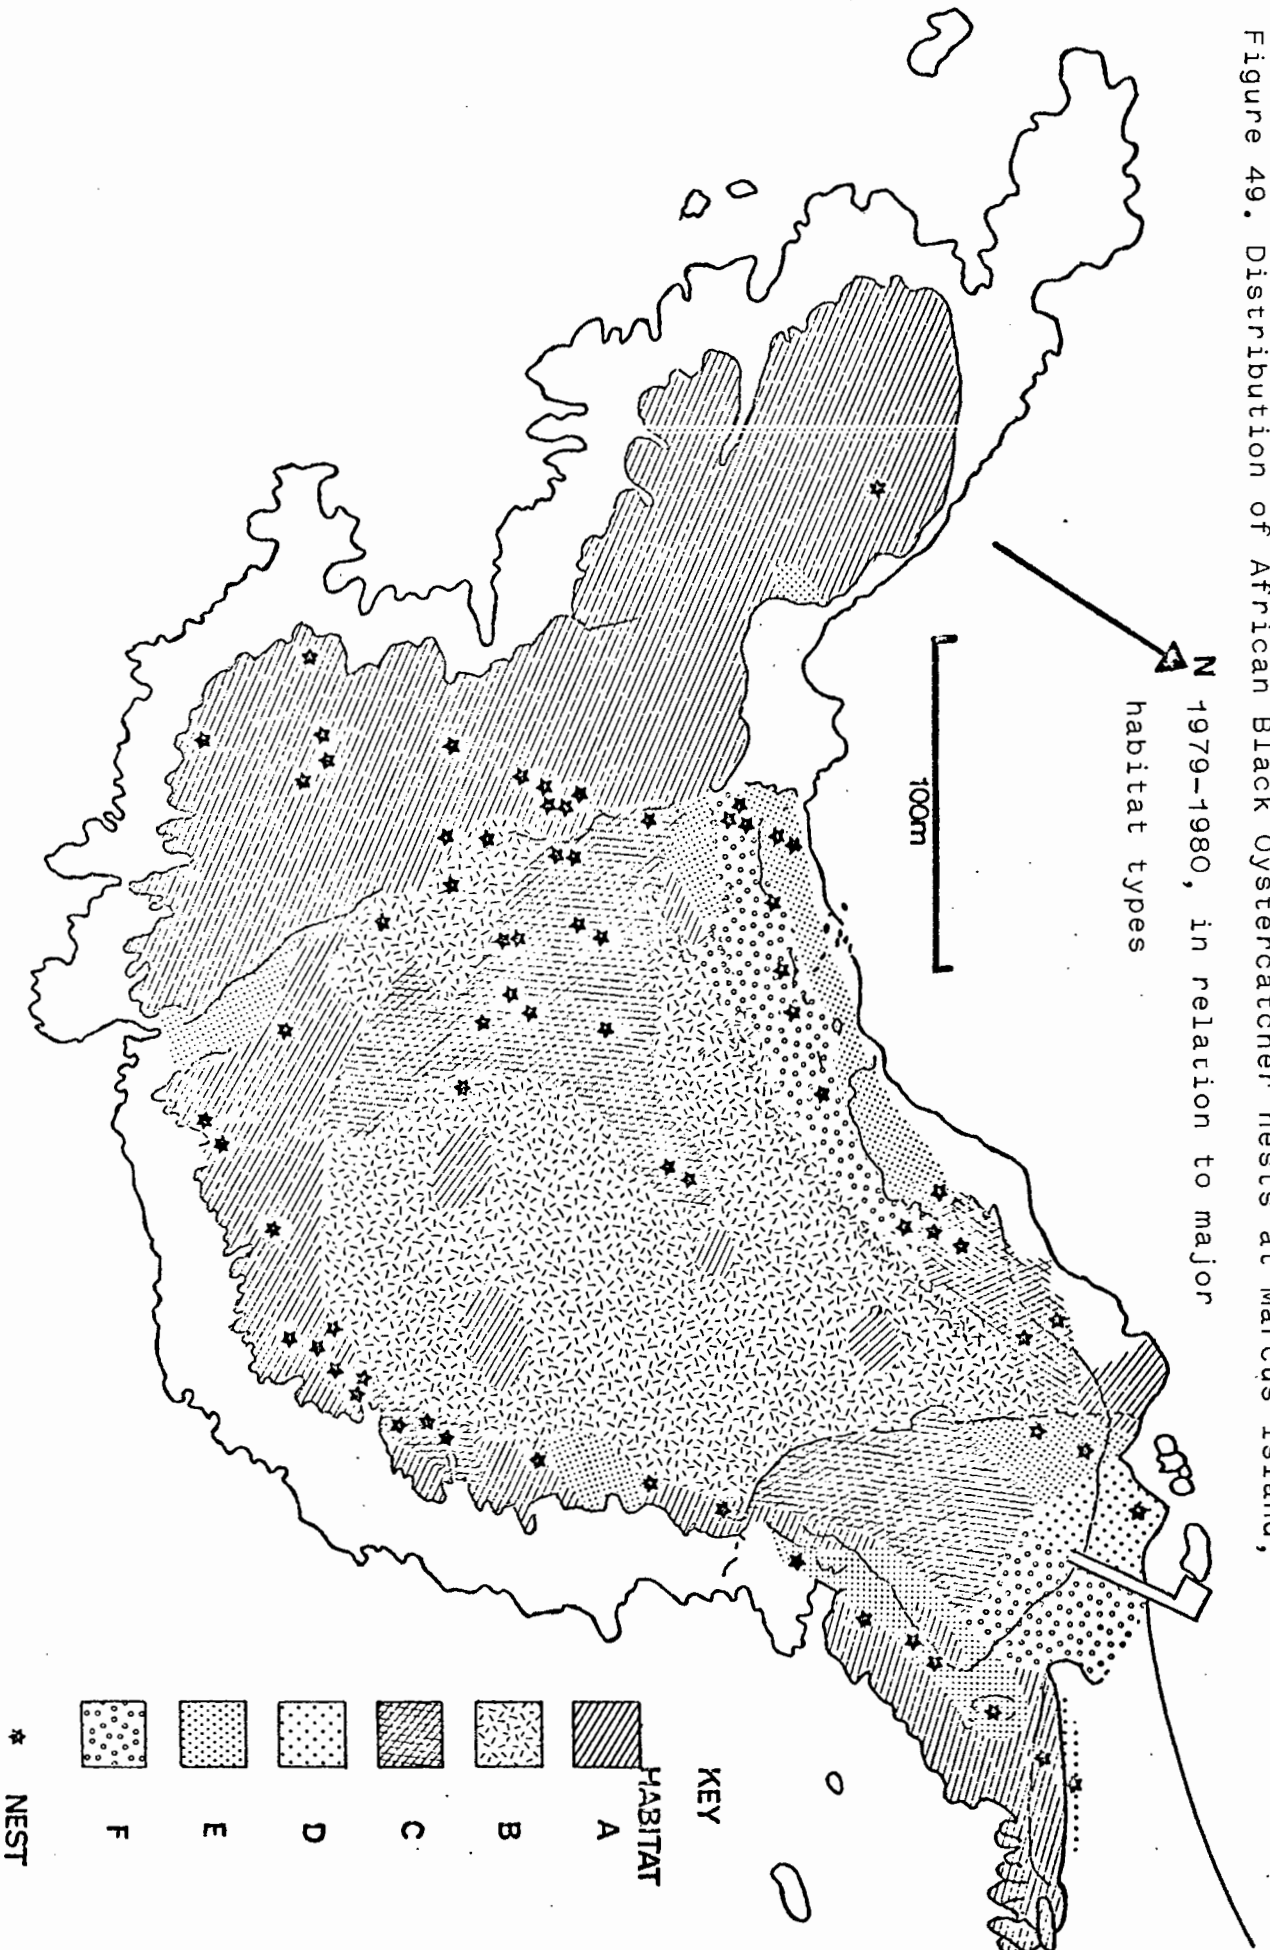 Figure 49. Distribution of African Black Oystercatcher nests at Marcus Island,
1979-1980, in relation to major
habitat types
N
100m
KEY
HABITAT
A
B
C
D
E
F
NEST